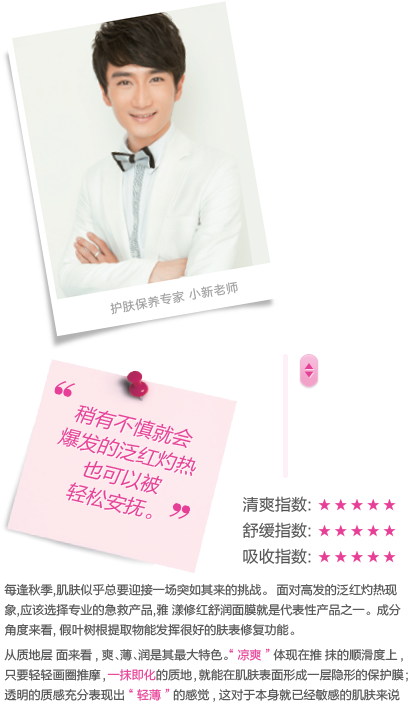 护肤保养专家 小新老师
“稍有不慎就会
爆发的泛红灼热
也可以被
轻松安抚。”
清爽指数: ★★★★★
舒缓指数: ★★★★★
吸收指数: ★★★★★
每逢秋季,肌肤似乎总要迎接一场突如其来的挑战。 面对高发的泛红灼热现
象,应该选择专业的急救产品,雅 漾修红舒润面膜就是代表性产品之一。成分
角度来看, 假叶树根提取物能发挥很好的肤表修复功能。
从质地层 面来看 , 爽、薄、润是其最大特色。“ 凉爽 ” 体现在推 抹的顺滑度上 ,
只要轻轻画圈推摩 , 一抹即化的质地, 就能在肌肤表面形成一层隐形的保护膜 ;
透明的质感充分表现出 “ 轻薄 ” 的感觉 , 这对于本身就已经敏感的肌肤来说